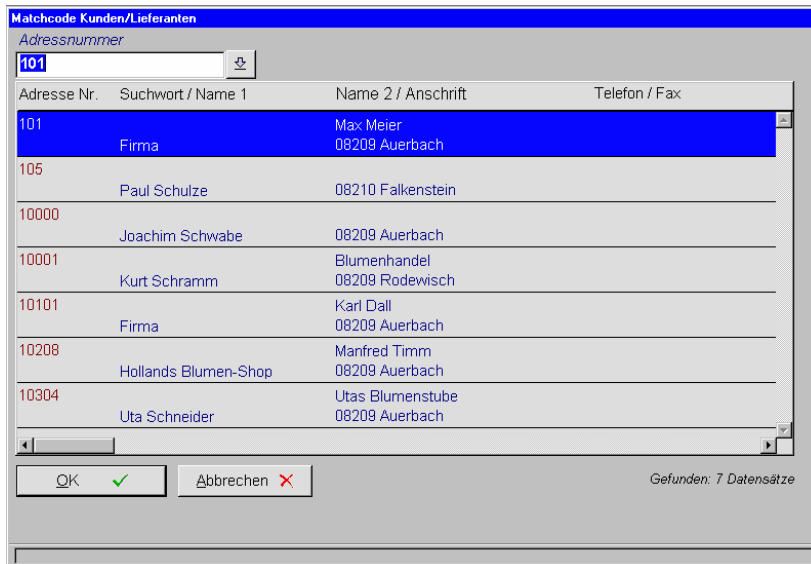 Matchcode Kunden/Lieferanten
Adressnummer
101
Adresse Nr. Suchwort / Name 1 Name 2 / Anschrift Telefon / Fax
101 Max Meier
Firma 08209 Auerbach
105
Paul Schulze 08210 Falkenstein
10000
Joachim Schwabe 08209 Auerbach
10001 Blumenhandel
Kurt Schramm 08209 Rodewisch
10101 Karl Dall
Firma 08209 Auerbach
10208 Manfred Timm
Hollands Blumen-Shop 08209 Auerbach
10304 Utas Blumenstube
Uta Schneider 08209 Auerbach
OK Abbrechen Gefunden: 7 Datensätze